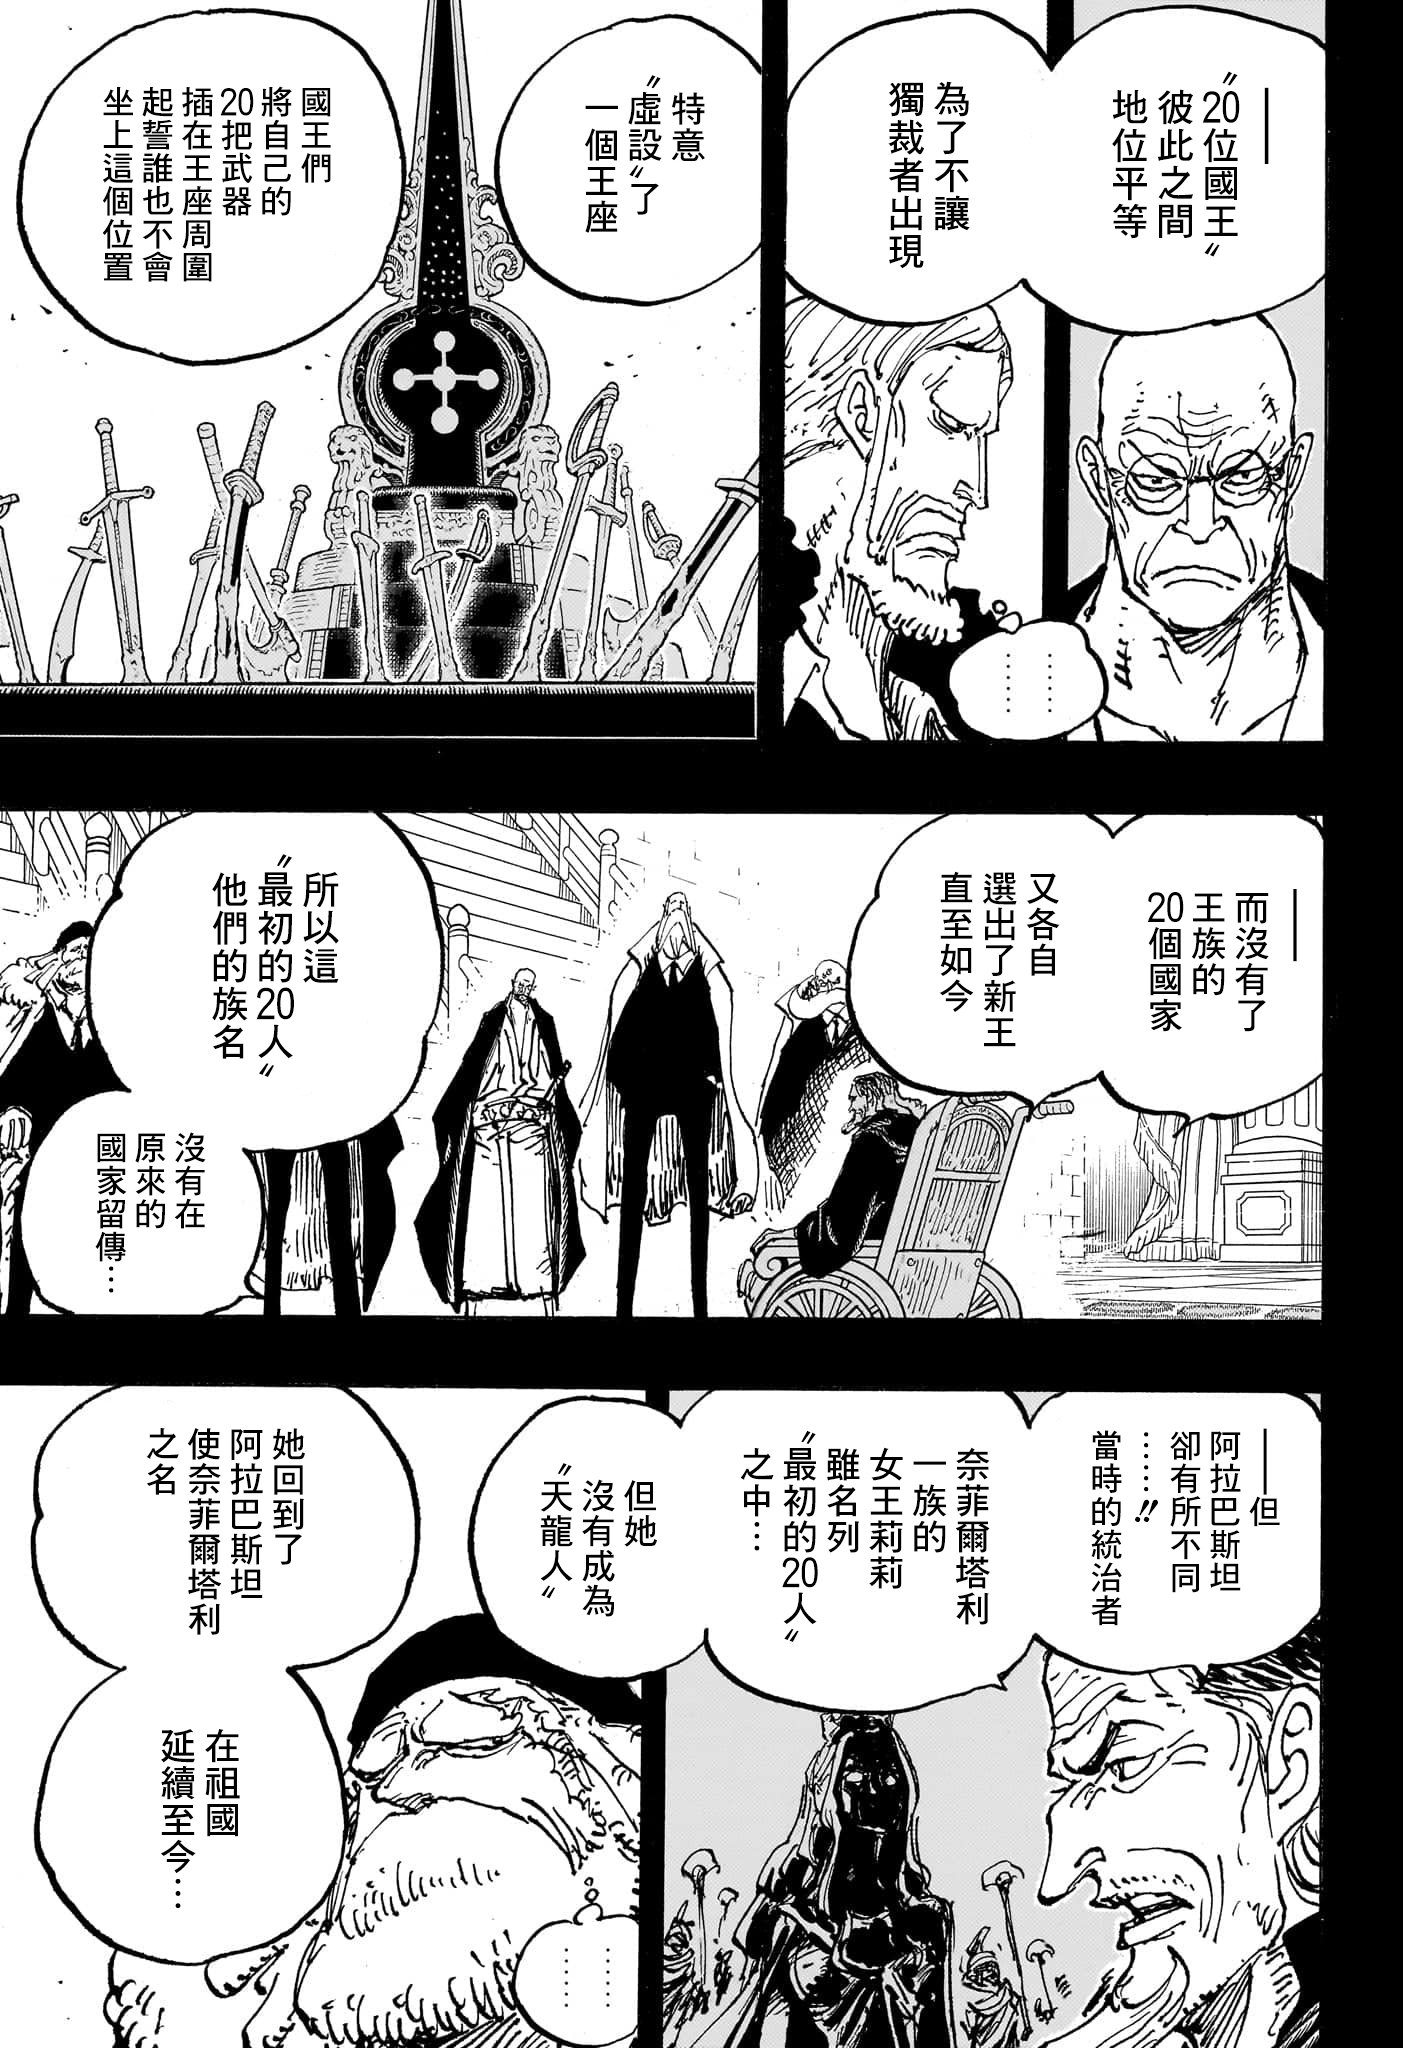 ——
〝20位國王〞
彼此之間
地位平等
為了不讓
獨裁者出現
……
……
特意
〝虛設〞了
一個王座
國王們
將自己的
20把武器
插在王座周圍
起誓誰也不會
坐上這個位置
——
而沒有了
王族的
20個國家
又各自
選出了新王
直至如今
所以這
〝最初的20人〞
他們的族名
沒有在
原來的
國家留傳…
——但
阿拉巴斯坦
卻有所不同
……!!
當時的統治者
奈菲爾塔利
一族的
女王莉莉
雖名列
〝最初的20人〞
之中…
但她
沒有成為
〝天龍人〞
她回到了
阿拉巴斯坦
使奈菲爾塔利
之名
在祖國
延續至今…
……
……